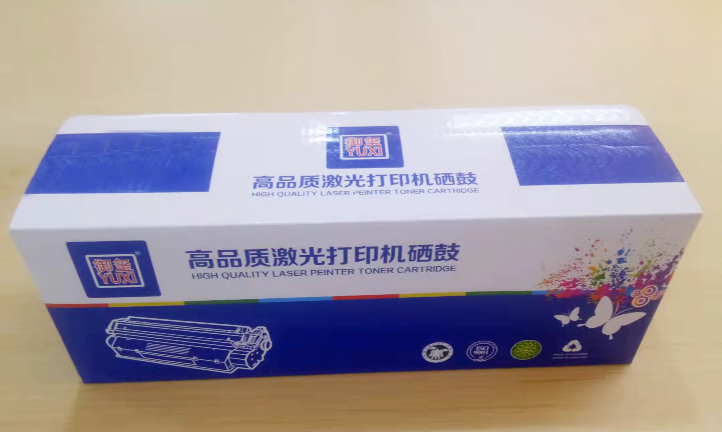 御玺
YUXI
高品质激光打印机硒鼓
HIGH QUALITY LASER PEINTER TONER CARTRIDGE
御玺
YUXI
高品质激光打印机硒鼓
HIGH QUALITY LASER PEINTER TONER CARTRIDGE
ISO
9001